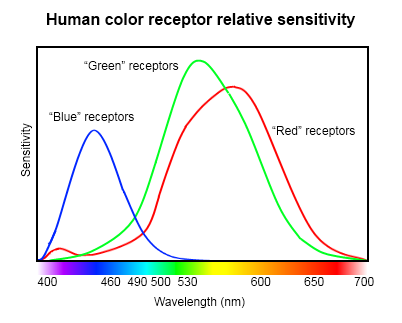 Human color receptor relative sensitivity
“Green” receptors
“Blue” receptors
“Red” receptors
Sensitivity
400 460 490 500 530 600 650 700
Wavelength (nm)